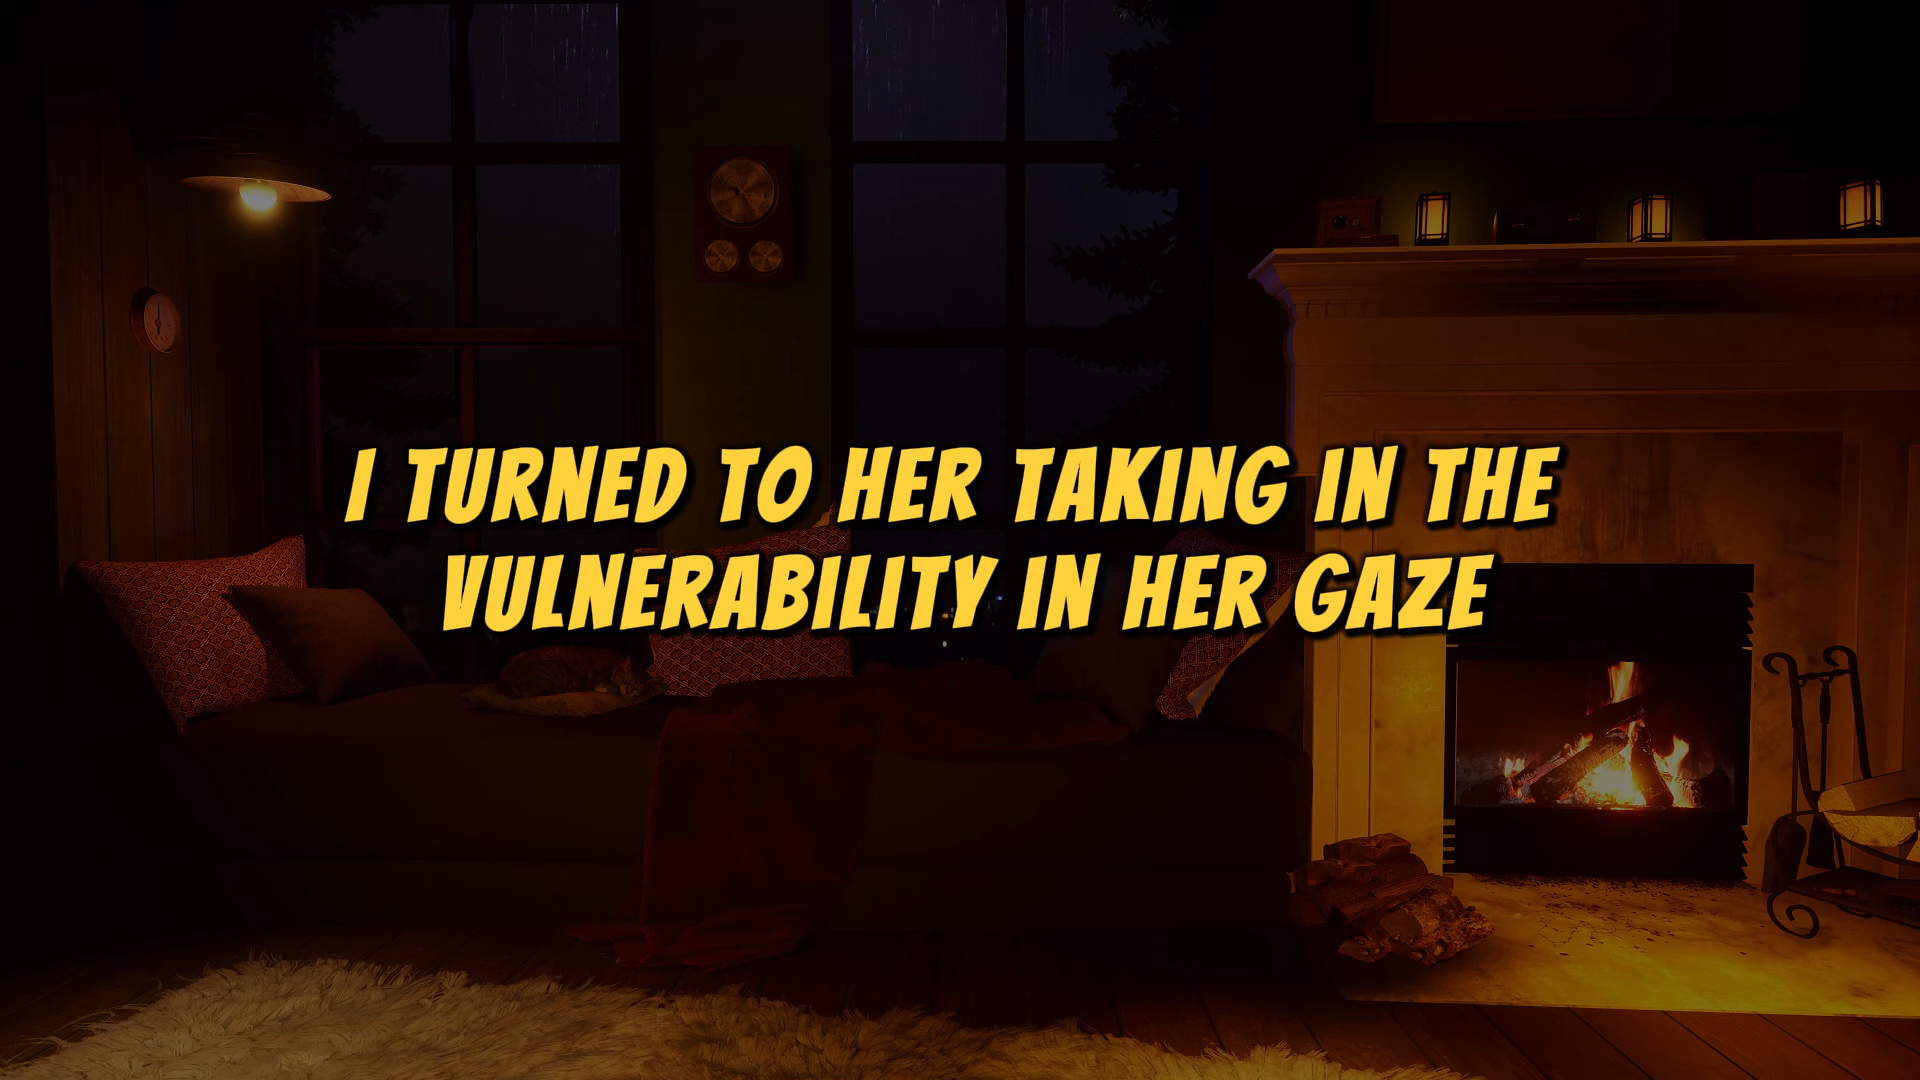 I TURNED TO HER TAKING IN THE
VULNERABILITY IN HER GAZE